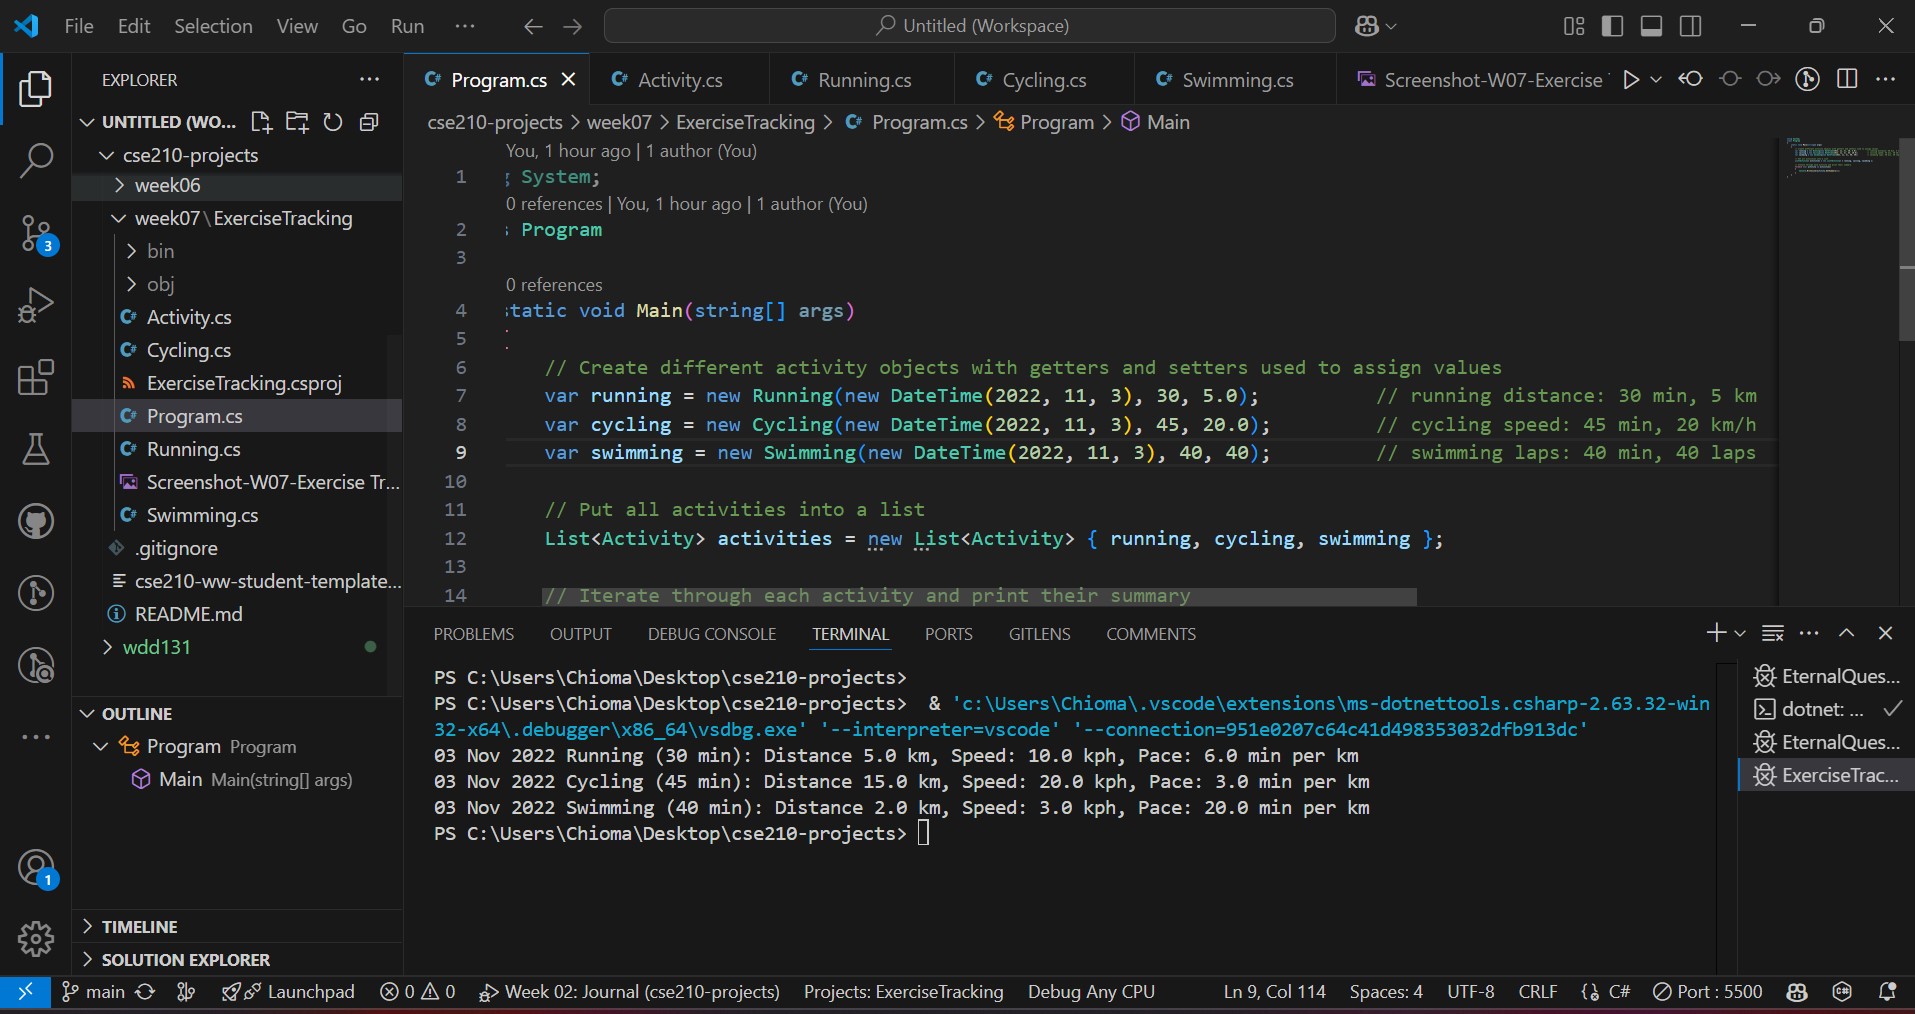 File Edit Selection View Go Run ··· Untitled (Workspace)
EXPLORER
UNTITLED (WO...
cse210-projects
week06
week07\ExerciseTracking
bin
obj
Activity.cs
Cycling.cs
ExerciseTracking.csproj
Program.cs
Running.cs
Screenshot-W07-Exercise Tr...
Swimming.cs
.gitignore
cse210-ww-student-template...
README.md
wdd131
OUTLINE
Program Program
Main Main(string[] args)
TIMELINE
SOLUTION EXPLORER
3
1
Program.cs Activity.cs Running.cs Cycling.cs Swimming.cs Screenshot-W07-Exercise
cse210-projects > week07 > ExerciseTracking > Program.cs > Program > Main
You, 1 hour ago | 1 author (You)
1 g System;
0 references | You, 1 hour ago | 1 author (You)
2 s Program
3
0 references
4 static void Main(string[] args)
5
6 // Create different activity objects with getters and setters used to assign values
7 var running = new Running(new DateTime(2022, 11, 3), 30, 5.0); // running distance: 30 min, 5 km
8 var cycling = new Cycling(new DateTime(2022, 11, 3), 45, 20.0); // cycling speed: 45 min, 20 km/h
9 var swimming = new Swimming(new DateTime(2022, 11, 3), 40, 40); // swimming laps: 40 min, 40 laps
10
11 // Put all activities into a list
12 List<Activity> activities = new List<Activity> { running, cycling, swimming };
13
14 // Iterate through each activity and print their summary
PROBLEMS OUTPUT DEBUG CONSOLE TERMINAL PORTS GITLENS COMMENTS
PS C:\Users\Chioma\Desktop\cse210-projects>
PS C:\Users\Chioma\Desktop\cse210-projects> & 'c:\Users\Chioma\.vscode\extensions\ms-dotnettools.csharp-2.63.32-win
32-x64\.debugger\x86_64\vsdbg.exe' '--interpreter=vscode' '--connection=951e0207c64c41d498353032dfb913dc'
03 Nov 2022 Running (30 min): Distance 5.0 km, Speed: 10.0 kph, Pace: 6.0 min per km
03 Nov 2022 Cycling (45 min): Distance 15.0 km, Speed: 20.0 kph, Pace: 3.0 min per km
03 Nov 2022 Swimming (40 min): Distance 2.0 km, Speed: 3.0 kph, Pace: 20.0 min per km
PS C:\Users\Chioma\Desktop\cse210-projects>
EternalQues...
dotnet: ...
EternalQues...
ExerciseTrac...
main Launchpad 0 0 Week 02: Journal (cse210-projects) Projects: ExerciseTracking Debug Any CPU Ln 9, Col 114 Spaces: 4 UTF-8 CRLF C# Port : 5500